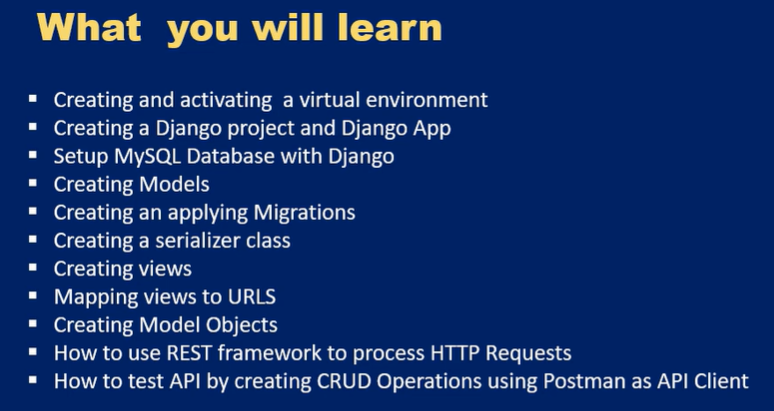 What you will learn
▪ Creating and activating a virtual environment
▪ Creating a Django project and Django App
▪ Setup MySQL Database with Django
▪ Creating Models
▪ Creating an applying Migrations
▪ Creating a serializer class
▪ Creating views
▪ Mapping views to URLS
▪ Creating Model Objects
▪ How to use REST framework to process HTTP Requests
▪ How to test API by creating CRUD Operations using Postman as API Client